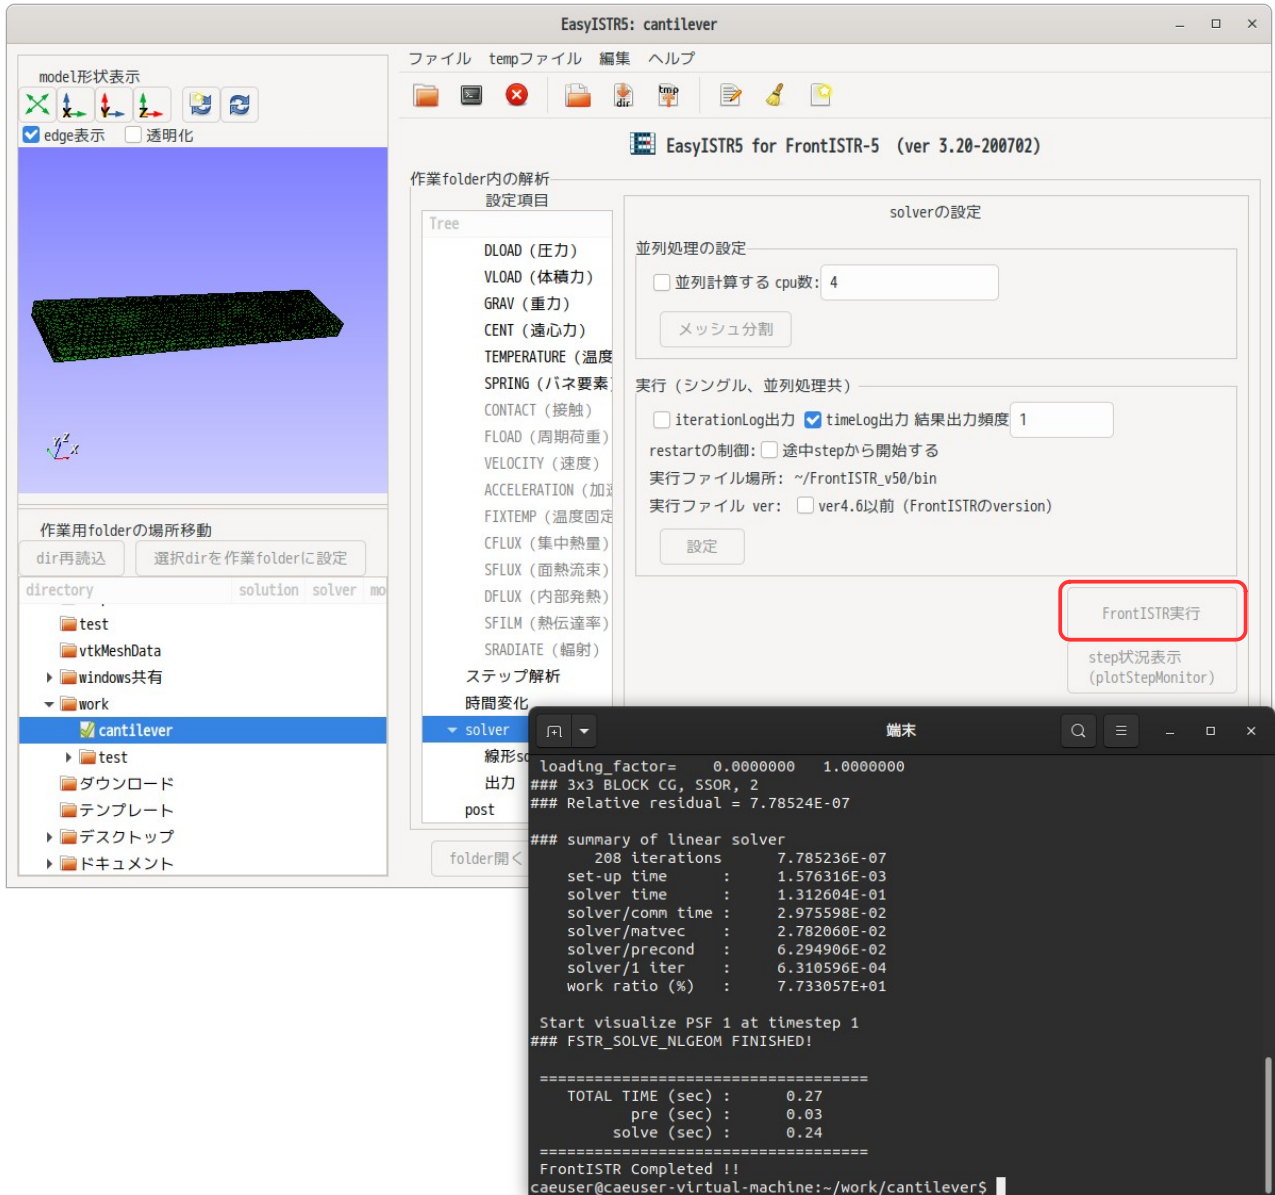 EasyISTR5: cantilever
model形状表示
edge表示 透明化
ファイル tempファイル 編集 ヘルプ
EasyISTR5 for FrontISTR-5 (ver 3.20-200702)
作業folder内の解析
設定項目
Tree
DLOAD (圧力)
VLOAD (体積力)
GRAV (重力)
CENT (遠心力)
TEMPERATURE (温度
SPRING (バネ要素
CONTACT (接触)
FLOAD (周期荷重)
VELOCITY (速度)
ACCELERATION (加速
FIXTEMP (温度固定
CFLUX (集中熱量)
SFLUX (面熱流束)
DFLUX (内部発熱)
SFILM (熱伝達率)
SRADIATE (輻射)
ステップ解析
時間変化
solver
線形so
出力
post
folder開く
solverの設定
並列処理の設定
並列計算する cpu数: 4
メッシュ分割
実行 (シングル、並列処理共)
iterationLog出力 timeLog出力 結果出力頻度 1
restartの制御: 途中stepから開始する
実行ファイル場所: ~/FrontISTR_v50/bin
実行ファイル ver: ver4.6以前 (FrontISTRのversion)
設定
FrontISTR実行
step状況表示
(plotStepMonitor)
作業用folderの場所移動
dir再読込 選択dirを作業folderに設定
directory solution solver mo
test
vtkMeshData
windows共有
work
cantilever
test
ダウンロード
テンプレート
デスクトップ
ドキュメント
端末
loading_factor= 0.0000000 1.0000000
### 3x3 BLOCK CG, SSOR, 2
### Relative residual = 7.78524E-07
### summary of linear solver
208 iterations 7.785236E-07
set-up time : 1.576316E-03
solver time : 1.312604E-01
solver/comm time : 2.975598E-02
solver/matvec : 2.782060E-02
solver/precond : 6.294906E-02
solver/1 iter : 6.310596E-04
work ratio (%) : 7.733057E+01
Start visualize PSF 1 at timestep 1
### FSTR_SOLVE_NLGEOM FINISHED!
====================================
TOTAL TIME (sec) : 0.27
pre (sec) : 0.03
solve (sec) : 0.24
====================================
FrontISTR Completed !!
caeuser@caeuser-virtual-machine:~/work/cantilever$